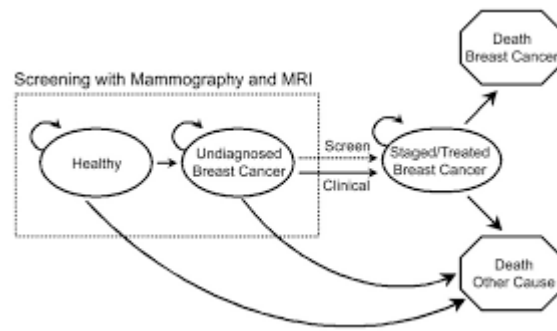 Death
Breast Cancer
Screening with Mammography and MRI
Healthy
Undiagnosed
Breast Cancer
Screen
Clinical
Staged/Treated
Breast Cancer
Death
Other Cause